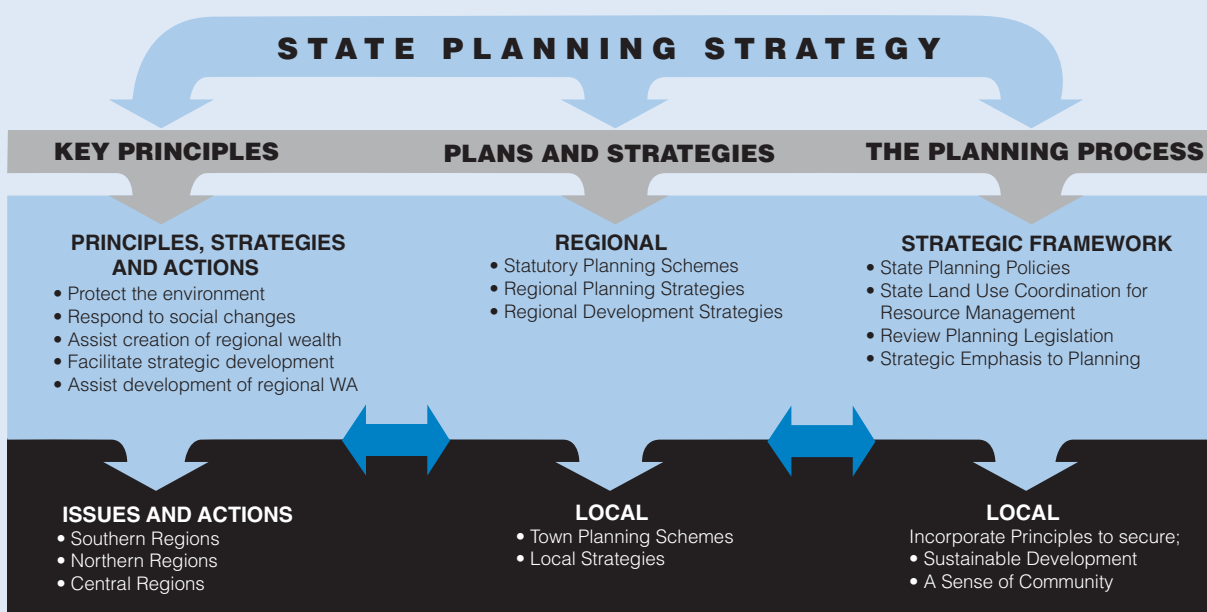 STATE PLANNING STRATEGY
KEY PRINCIPLES
PLANS AND STRATEGIES
THE PLANNING PROCESS
PRINCIPLES, STRATEGIES
AND ACTIONS
• Protect the environment
• Respond to social changes
• Assist creation of regional wealth
• Facilitate strategic development
• Assist development of regional WA
REGIONAL
• Statutory Planning Schemes
• Regional Planning Strategies
• Regional Development Strategies
STRATEGIC FRAMEWORK
• State Planning Policies
• State Land Use Coordination for
Resource Management
• Review Planning Legislation
• Strategic Emphasis to Planning
ISSUES AND ACTIONS
• Southern Regions
• Northern Regions
• Central Regions
LOCAL
• Town Planning Schemes
• Local Strategies
LOCAL
Incorporate Principles to secure;
• Sustainable Development
• A Sense of Community